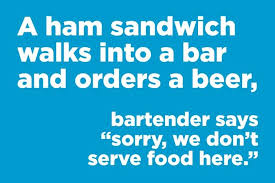 A ham sandwich
walks into a bar
and orders a beer,
bartender says
“sorry, we don’t
serve food here.”